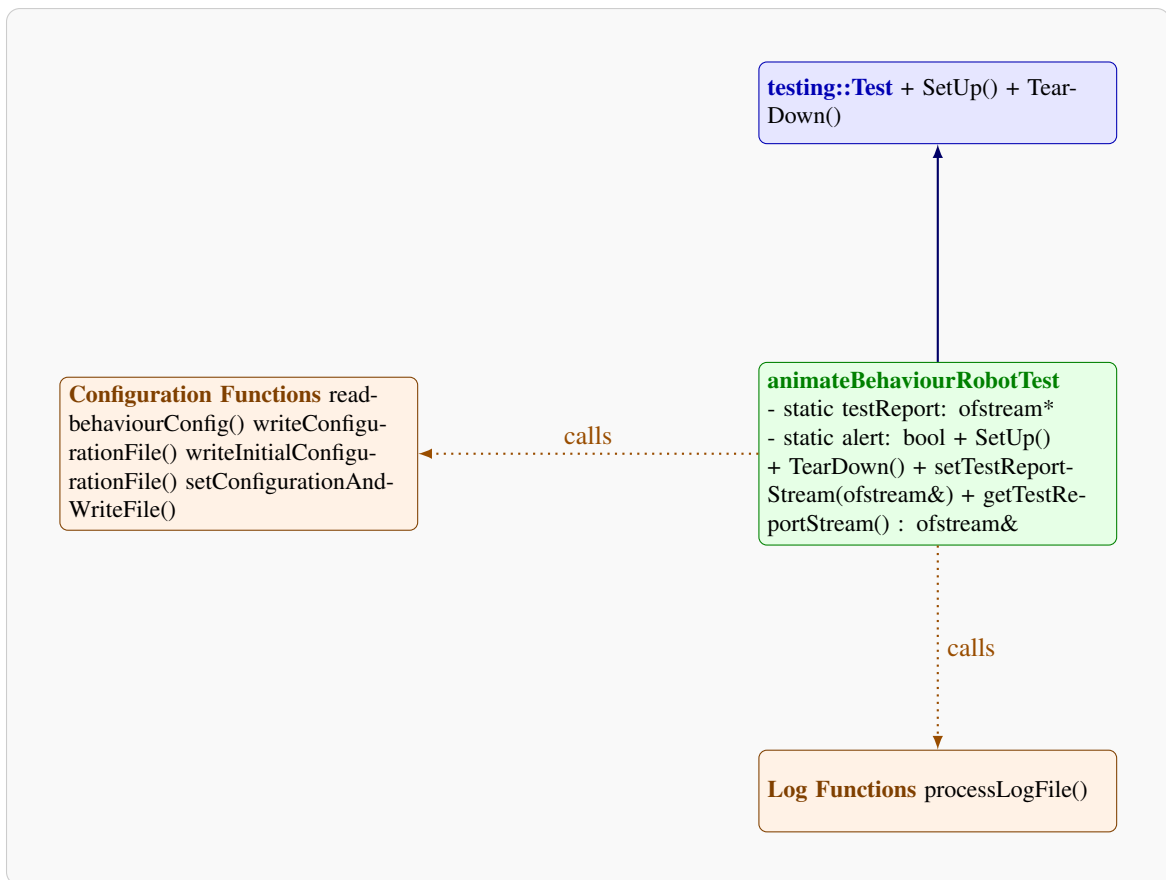 testing::Test + SetUp() + Tear-
Down()
Configuration Functions read-
behaviourConfig() writeConfigu-
rationFile() writeInitialConfigu-
rationFile() setConfigurationAnd-
WriteFile()
calls
animateBehaviourRobotTest
- static testReport: ofstream*
- static alert: bool + SetUp()
+ TearDown() + setTestReport-
Stream(ofstream&) + getTestRe-
portStream() : ofstream&
calls
Log Functions processLogFile()